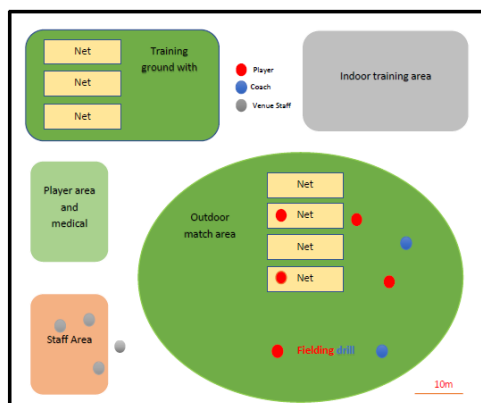 Net
Net
Net
Training
ground with
Player
Coach
Venue Staff
Indoor training area
Player area
and
medical
Outdoor
match area
Net
Net
Net
Net
Staff Area
Fielding drill
10m